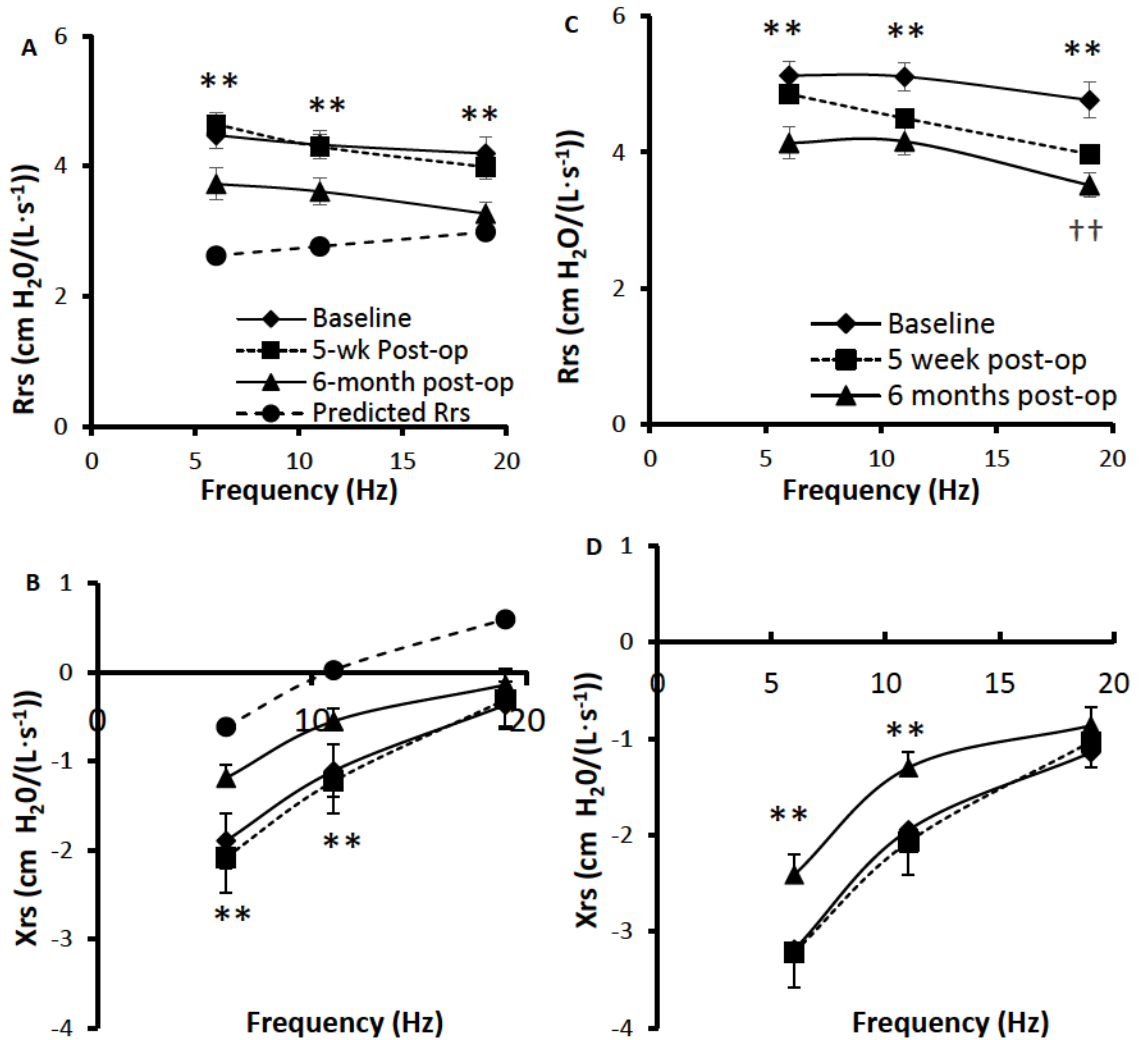 A
6
4
2
0
0
5
10
15
20
**
**
**
Rrs (cm H₂0/(L·s⁻¹))
Baseline
5-wk Post-op
6-month post-op
Predicted Rrs
Frequency (Hz)
C
6
4
2
0
0
5
10
15
20
**
**
**
††
Rrs (cm H₂O/(L·s⁻¹))
Baseline
5 week post-op
6 months post-op
Frequency (Hz)
B
1
0
-1
-2
-3
-4
0
10
20
**
**
Xrs (cm H₂0/(L·s⁻¹))
Frequency (Hz)
D
1
0
-1
-2
-3
-4
0
5
10
15
20
**
**
Xrs (cm H₂0/(L·s⁻¹))
Frequency (Hz)